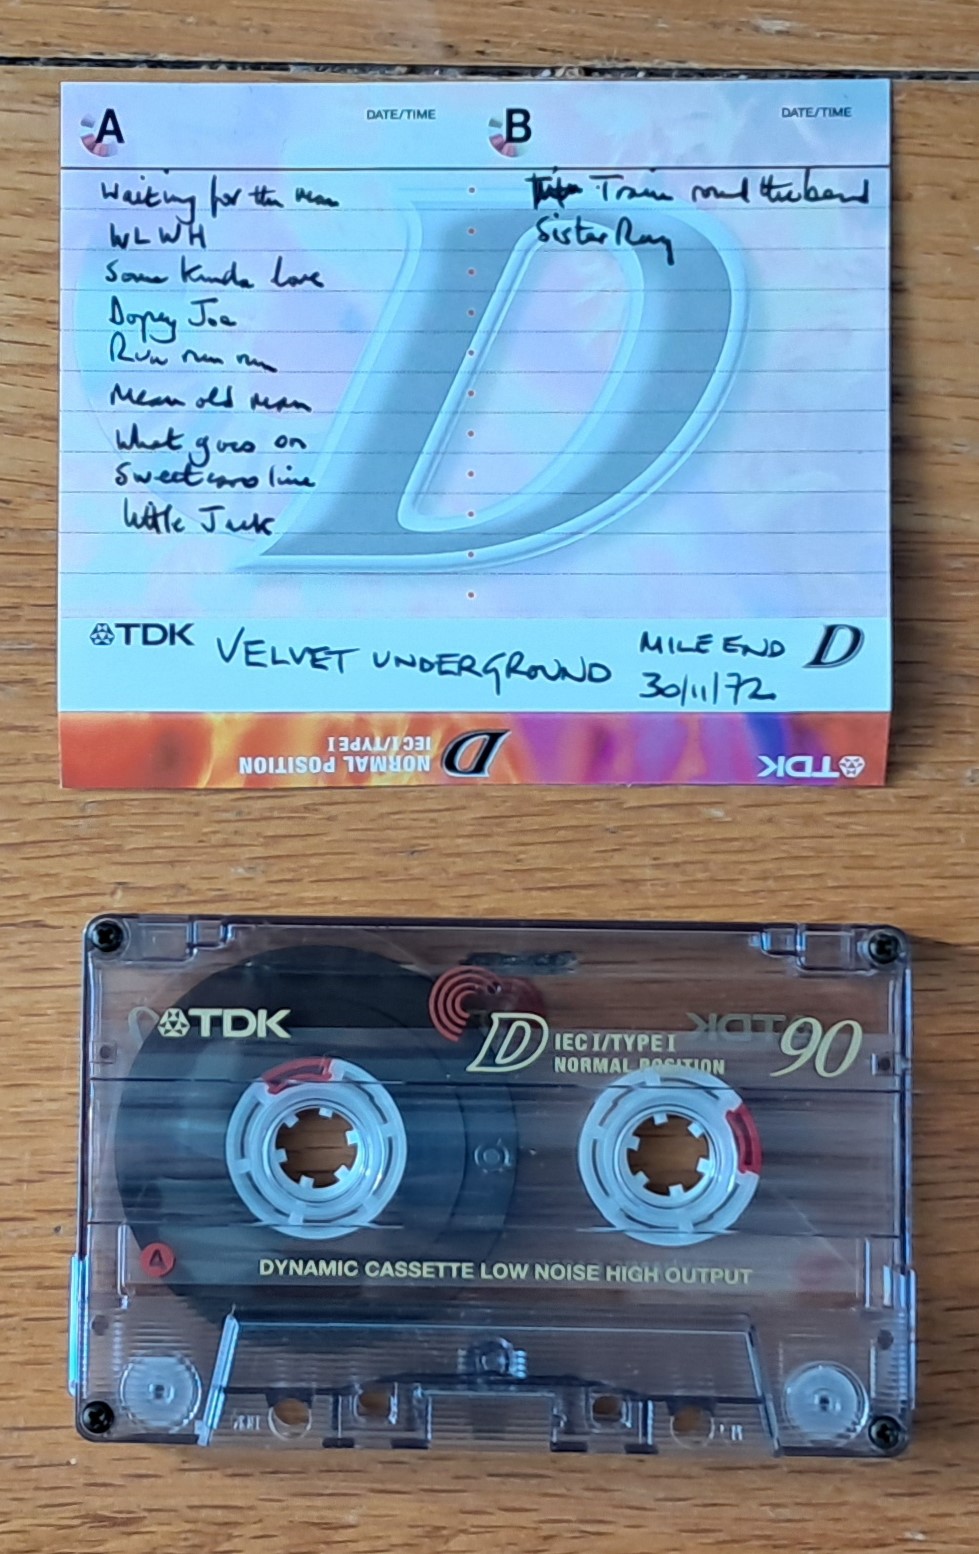 A
DATE/TIME
B
DATE/TIME
Waiting for the man
WLWH
Some Kinda love
Dopey Joe
Run run run
Mean old man
What goes on
Sweet caroline
Little Jack
Train round the bend
Sister Ray
TDK
VELVET UNDERGROUND
MILE END
30/11/72
D
NORMAL POSITION
IEC I/TYPE I
D
TDK
TDK
D
IEC I/TYPE I
NORMAL POSITION
TDK
90
A
DYNAMIC CASSETTE LOW NOISE HIGH OUTPUT